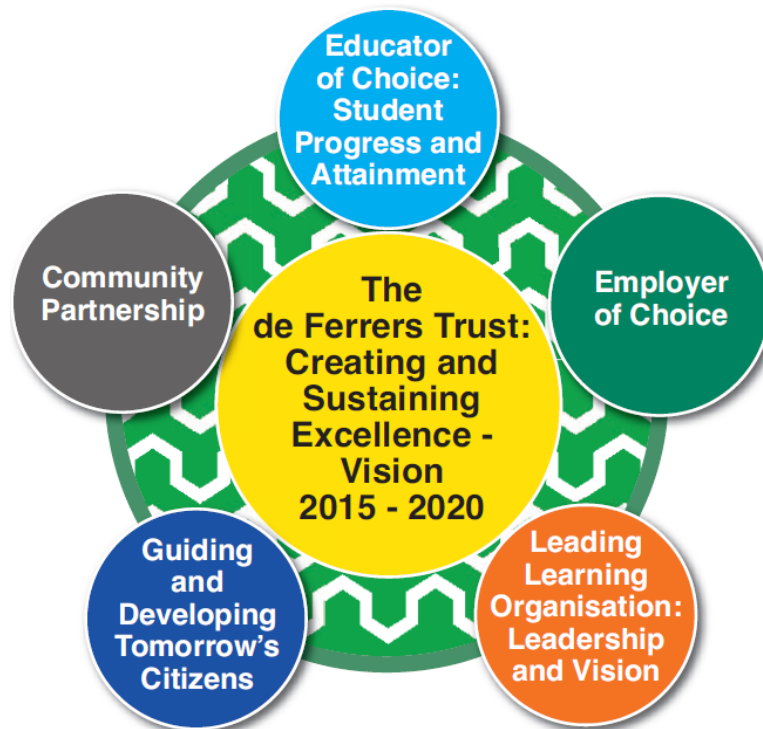 Educator
of Choice:
Student
Progress and
Attainment
Community
Partnership
The
de Ferrers Trust:
Creating and
Sustaining
Excellence -
Vision
2015 - 2020
Employer
of Choice
Guiding
and
Developing
Tomorrow's
Citizens
Leading
Learning
Organisation:
Leadership
and Vision